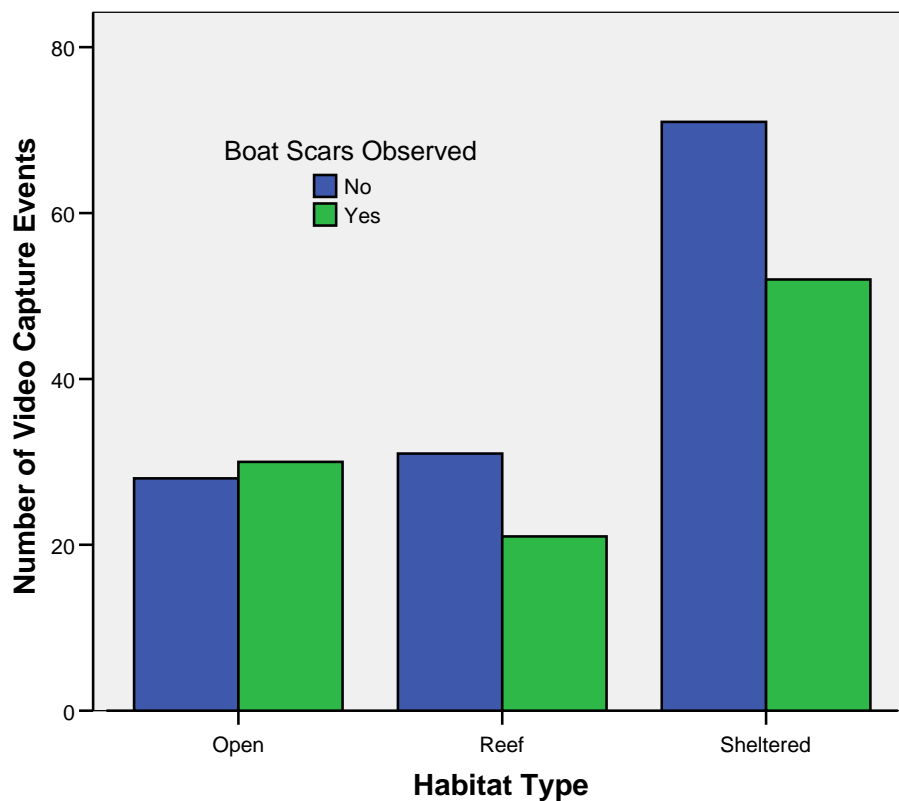 Number of Video Capture Events
80
60
40
20
0
Boat Scars Observed
No
Yes
Open Reef Sheltered
Habitat Type